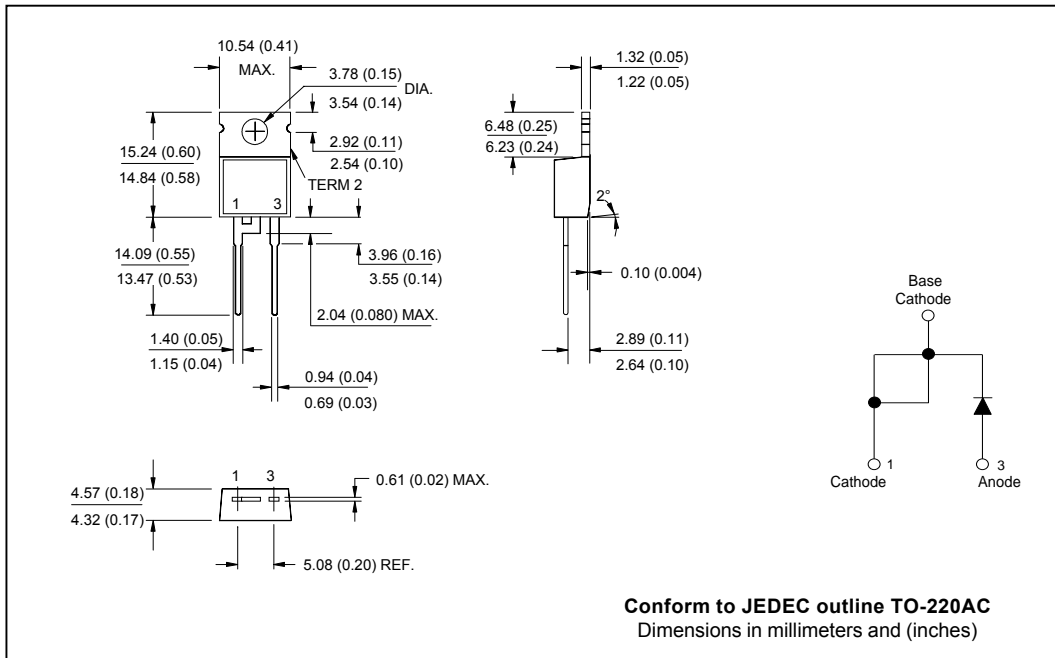 10.54 (0.41)
MAX.
3.78 (0.15)
DIA.
3.54 (0.14)
2.92 (0.11)
2.54 (0.10)
TERM 2
15.24 (0.60)
14.84 (0.58)
1 3
14.09 (0.55)
13.47 (0.53)
3.96 (0.16)
3.55 (0.14)
2.04 (0.080) MAX.
1.40 (0.05)
1.15 (0.04)
0.94 (0.04)
0.69 (0.03)
1.32 (0.05)
1.22 (0.05)
6.48 (0.25)
6.23 (0.24)
2°
0.10 (0.004)
2.89 (0.11)
2.64 (0.10)
Base
Cathode
1
Cathode
3
Anode
1 3
0.61 (0.02) MAX.
4.57 (0.18)
4.32 (0.17)
5.08 (0.20) REF.
Conform to JEDEC outline TO-220AC
Dimensions in millimeters and (inches)